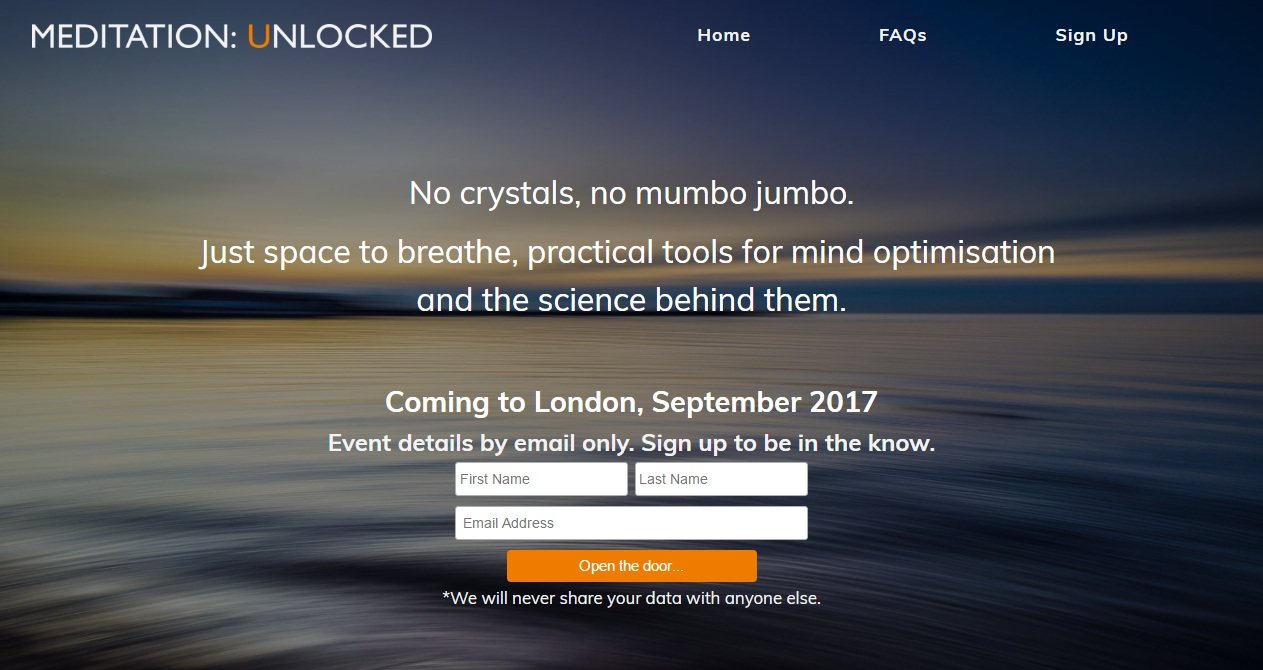 MEDITATION: UNLOCKED
Home
FAQs
Sign Up
No crystals, no mumbo jumbo.
Just space to breathe, practical tools for mind optimisation
and the science behind them.
Coming to London, September 2017
Event details by email only. Sign up to be in the know.
First Name
Last Name
Email Address
Open the door...
*We will never share your data with anyone else.